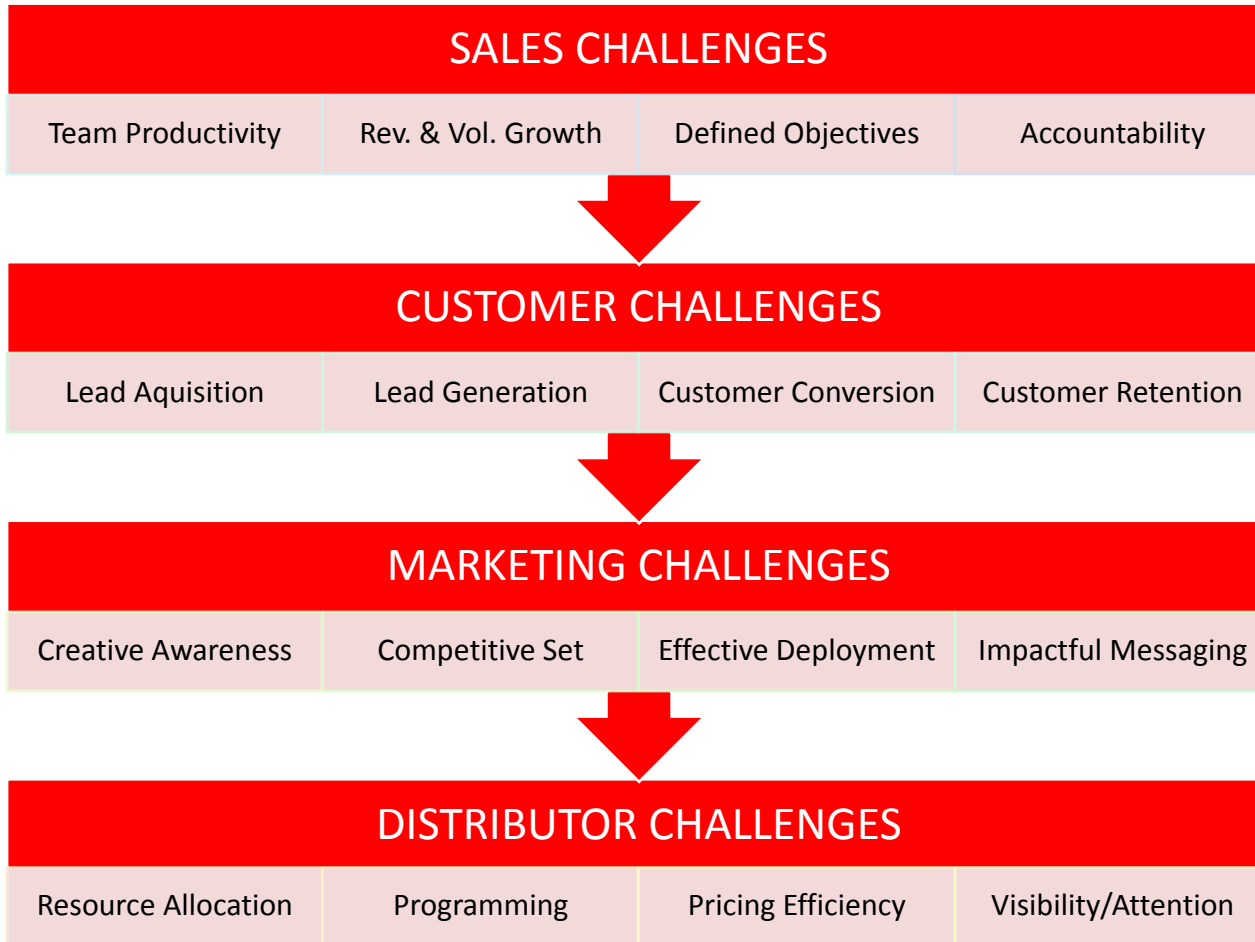 SALES CHALLENGES
Team Productivity
Rev. & Vol. Growth
Defined Objectives
Accountability
CUSTOMER CHALLENGES
Lead Aquisition
Lead Generation
Customer Conversion
Customer Retention
MARKETING CHALLENGES
Creative Awareness
Competitive Set
Effective Deployment
Impactful Messaging
DISTRIBUTOR CHALLENGES
Resource Allocation
Programming
Pricing Efficiency
Visibility/Attention